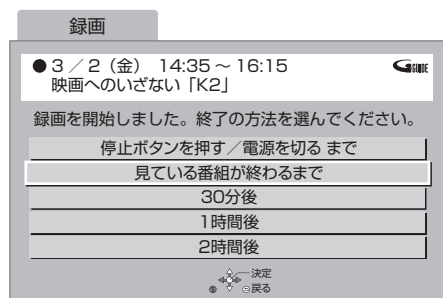 録画
●3／2（金） 14:35～16:15
G GUIDE
映画へのいざない「K2」
録画を開始しました。終了の方法を選んでください。
停止ボタンを押す／電源を切る まで
見ている番組が終わるまで
30分後
1時間後
2時間後
決定
S 戻る